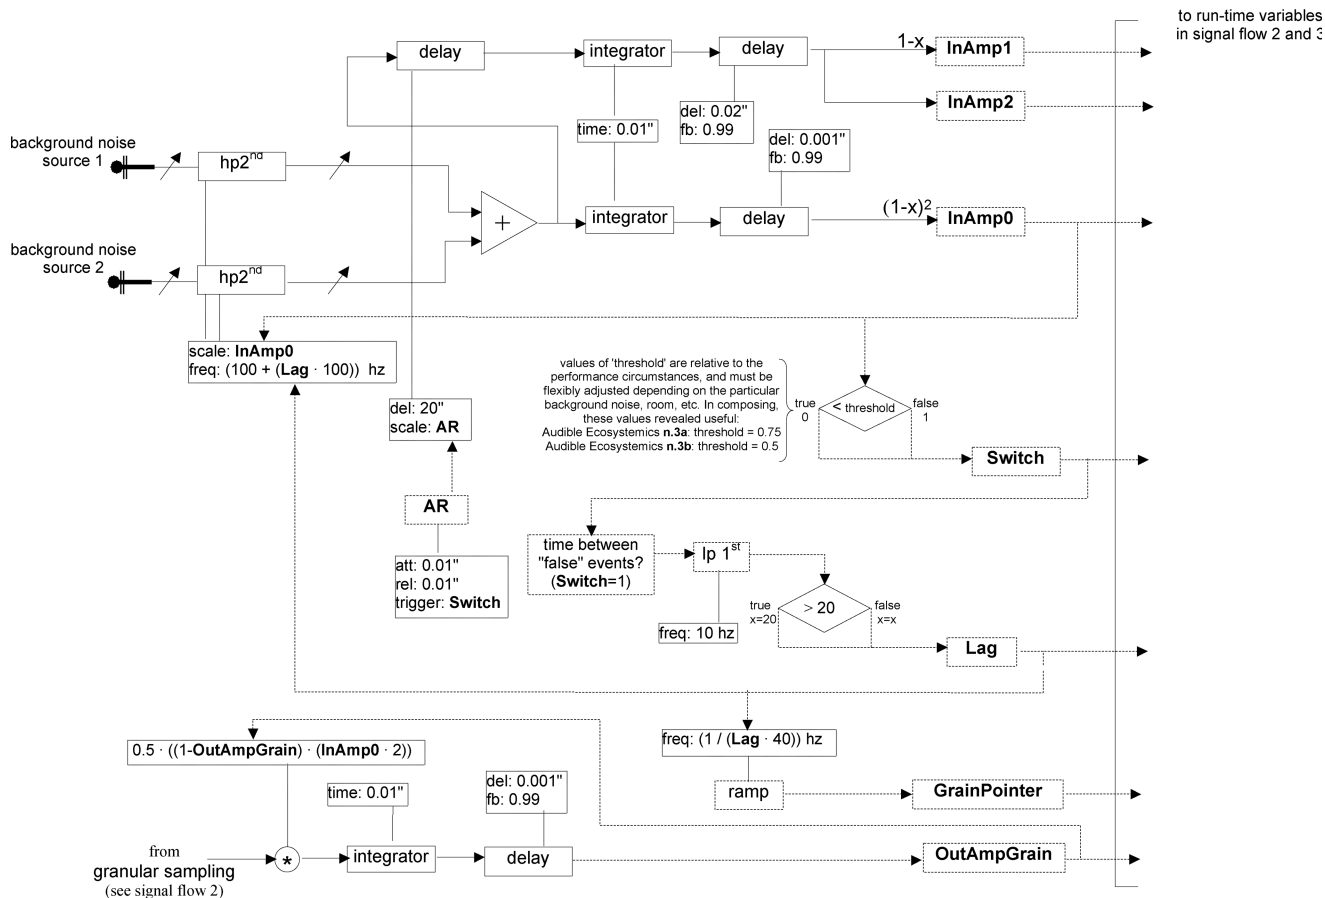 to run-time variables
in signal flow 2 and 3
delay
integrator
delay
1-x
InAmp1
InAmp2
del: 0.02"
fb: 0.99
time: 0.01"
del: 0.001"
fb: 0.99
background noise
source 1
hp2nd
+
integrator
delay
(1-x)2
InAmp0
background noise
source 2
hp2nd
scale: InAmp0
freq: (100 + (Lag · 100)) hz
values of 'threshold' are relative to the
performance circumstances, and must be
flexibly adjusted depending on the particular
background noise, room, etc. In composing,
these values revealed useful:
Audible Ecosystemics n.3a: threshold = 0.75
Audible Ecosystemics n.3b: threshold = 0.5
true
0
< threshold
false
1
del: 20"
scale: AR
Switch
AR
att: 0.01"
rel: 0.01"
trigger: Switch
time between
"false" events?
(Switch=1)
lp 1st
freq: 10 hz
true
x=20
> 20
false
x=x
Lag
freq: (1 / (Lag · 40)) hz
0.5 · ((1-OutAmpGrain) · (InAmp0 · 2))
ramp
GrainPointer
time: 0.01"
del: 0.001"
fb: 0.99
from
granular sampling
(see signal flow 2)
*
integrator
delay
OutAmpGrain